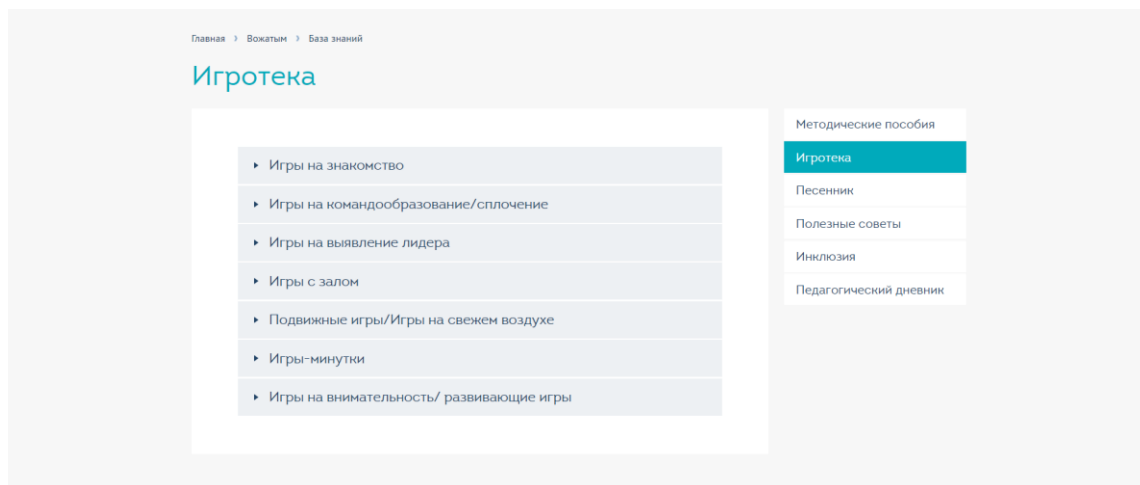 Главная > Вожатым > База знаний
Игротека
Игры на знакомство
Игры на командообразование/сплочение
Игры на выявление лидера
Игры с залом
Подвижные игры/Игры на свежем воздухе
Игры-минутки
Игры на внимательность/ развивающие игры
Методические пособия
Игротека
Песенник
Полезные советы
Инклюзия
Педагогический дневник